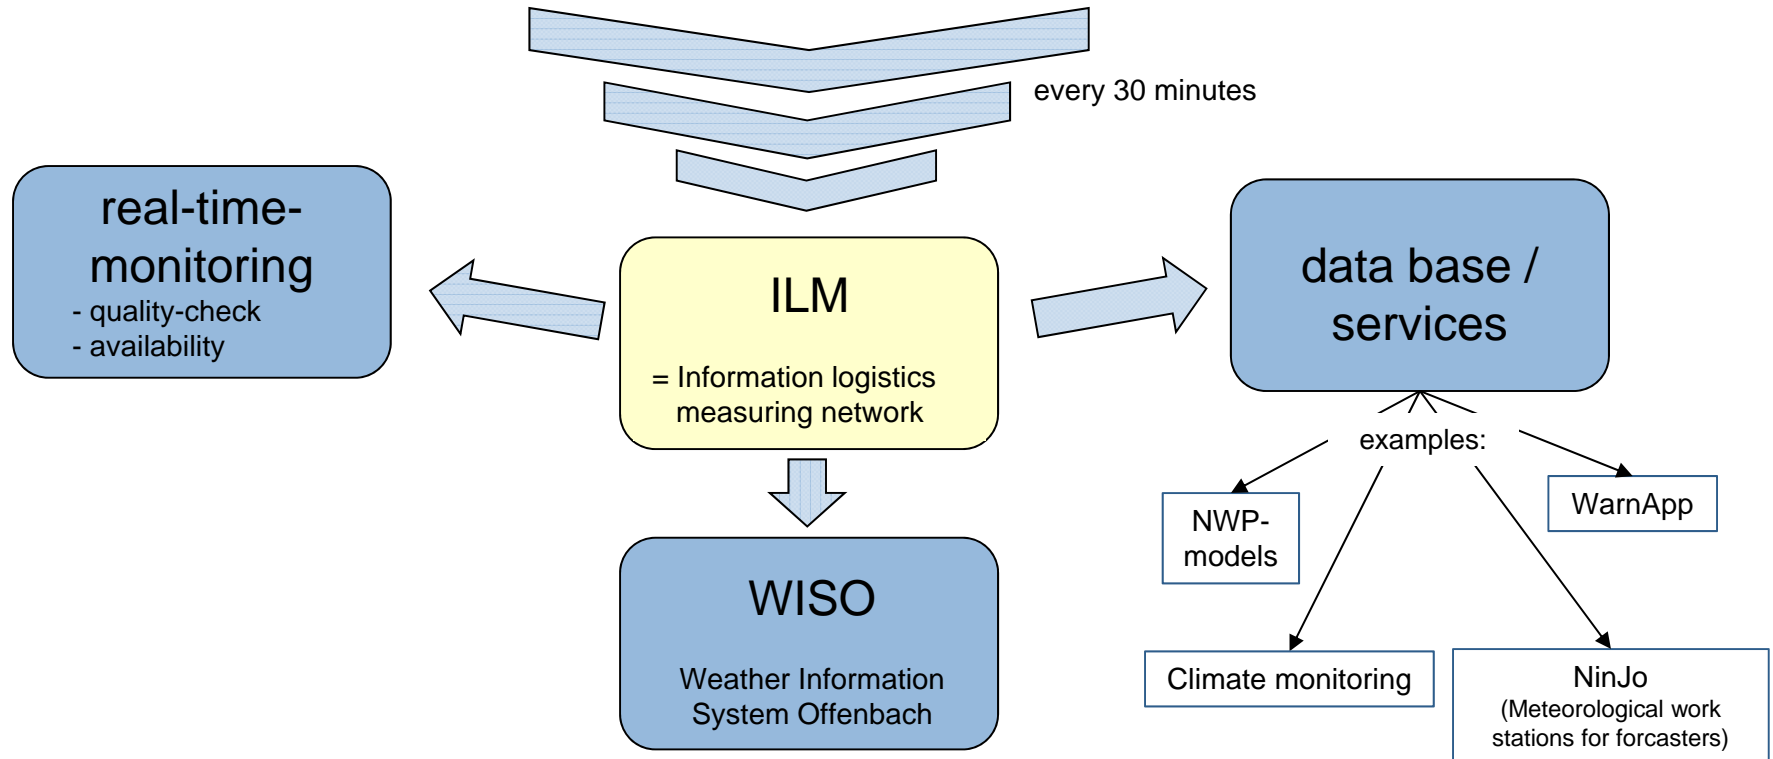 every 30 minutes
real-time-
monitoring
- quality-check
- availability
ILM
= Information logistics
measuring network
data base /
services
examples:
NWP-
models
WarnApp
WISO
Weather Information
System Offenbach
Climate monitoring
NinJo
(Meteorological work
stations for forcasters)